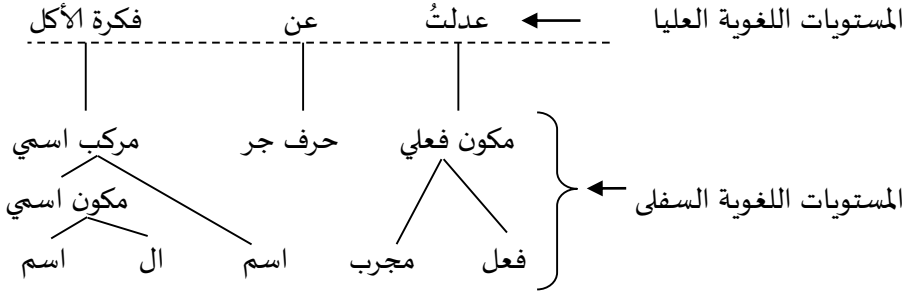 المستويات اللغوية العليا عدلتُ عن فكرة الأكل
مكون فعلي حرف جر مركب اسمي
المستويات اللغوية السفلى مكون اسمي
فعل مجرب اسم ال اسم